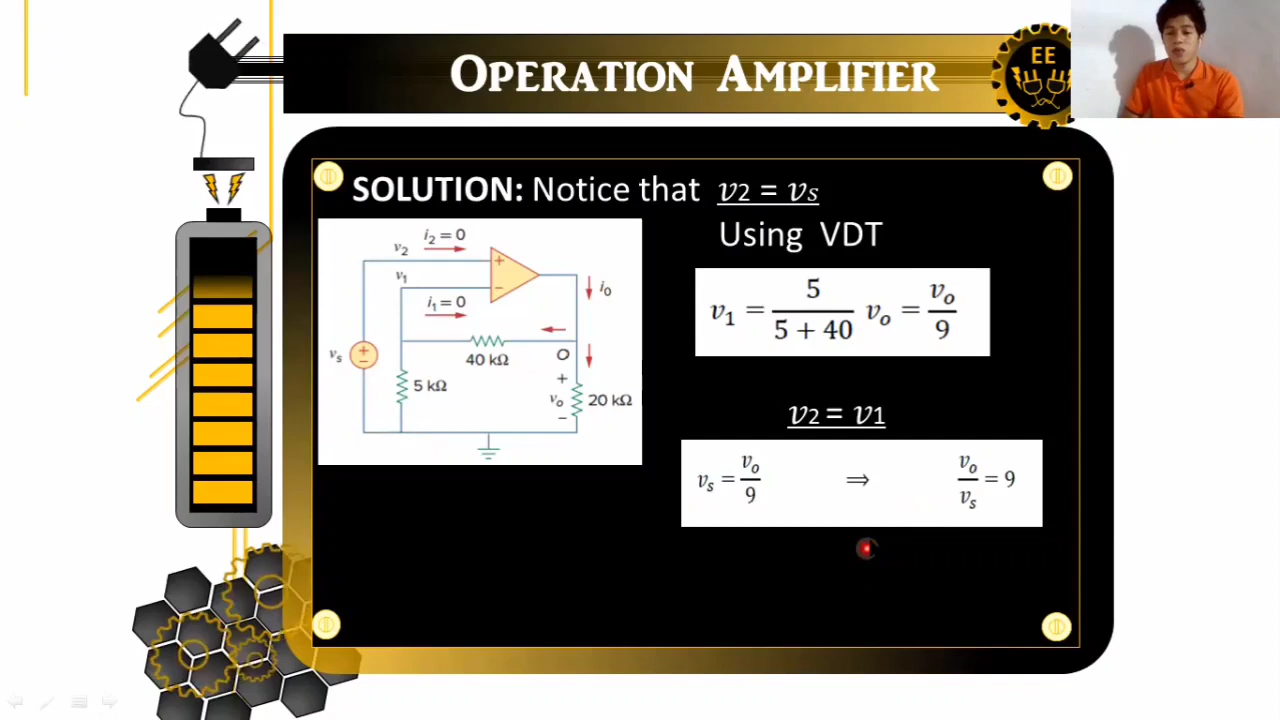 OPERATION AMPLIFIER
EE
SOLUTION: Notice that v2 = vs
Using VDT
i2 = 0
v2
+
v1
−
i0
i1 = 0
vs
+
−
40 kΩ
O
5 kΩ
+
vo
−
20 kΩ
v1 = 5/(5 + 40) vo = vo/9
v2 = v1
vs = vo/9 ⇒ vo/vs = 9